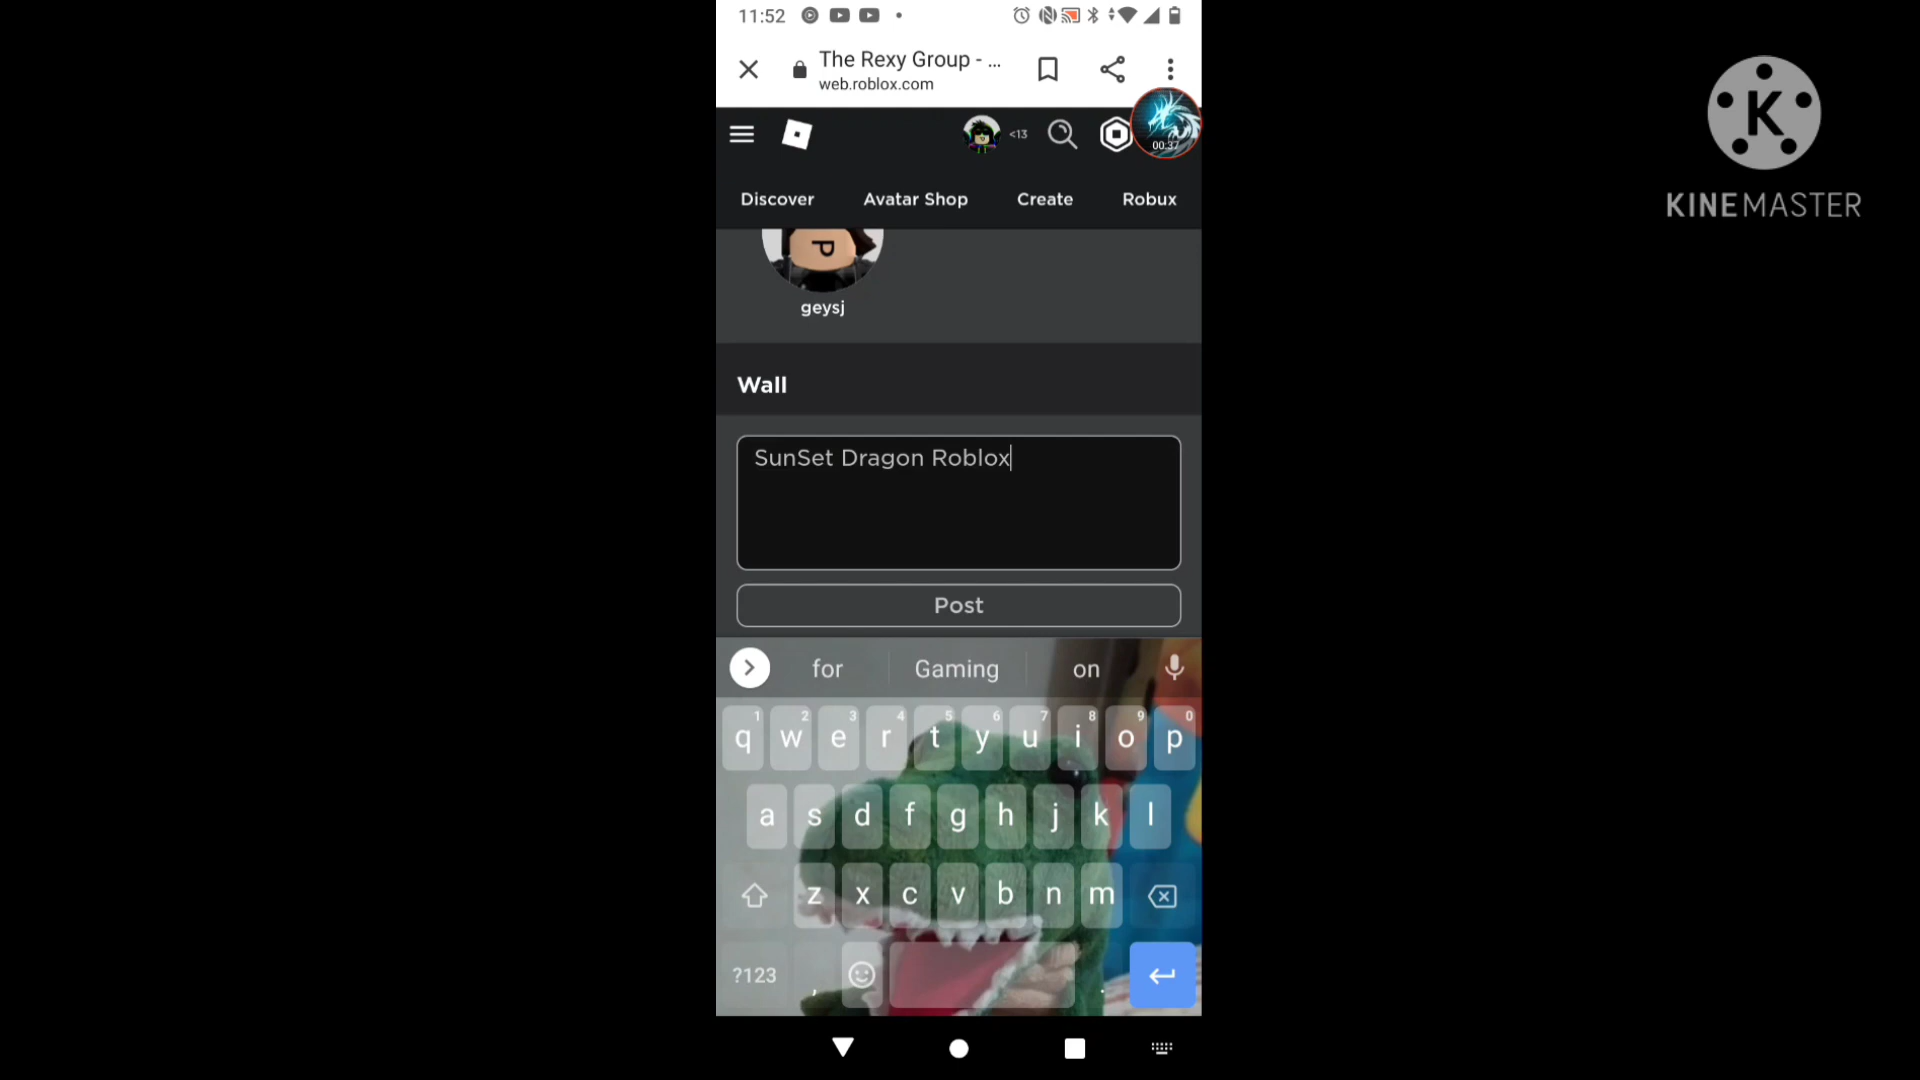 11:52
The Rexy Group - ...
web.roblox.com
<13
00:37
Discover Avatar Shop Create Robux
P
geysj
Wall
SunSet Dragon Roblox
Post
for Gaming on
1 2 3 4 5 6 7 8 9 0
q w e r t y u i o p
a s d f g h j k l
z x c v b n m
?123 , .
K
KINEMASTER